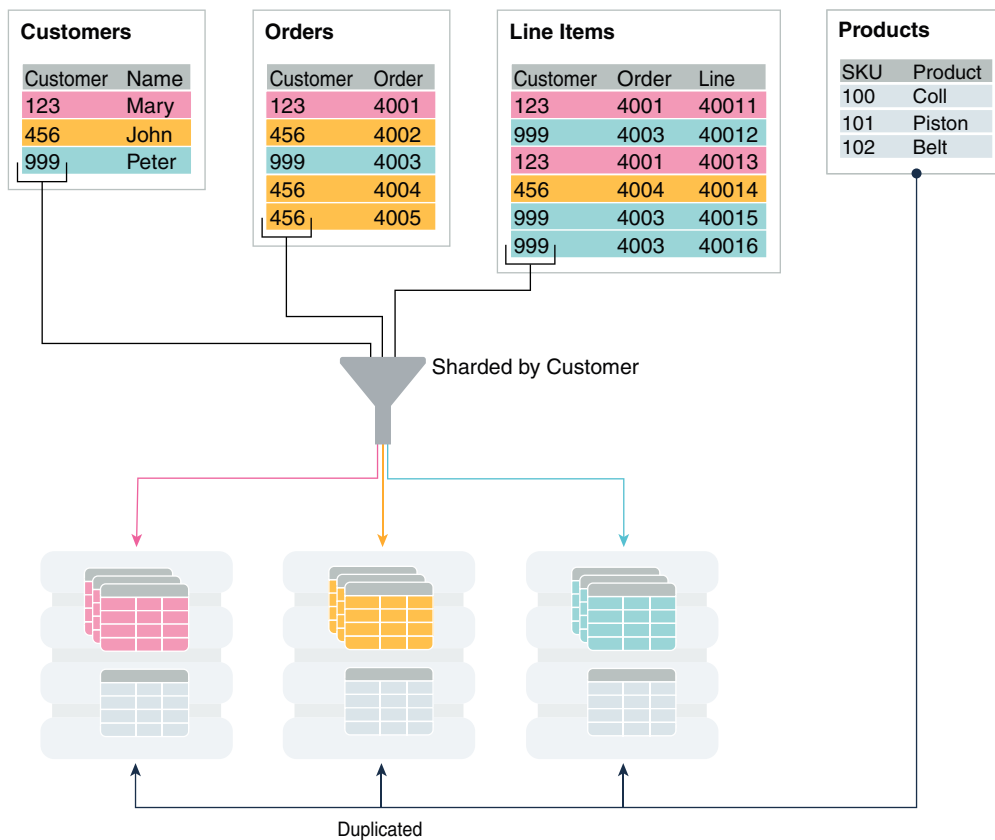 Customers
Customer Name
123 Mary
456 John
999 Peter
Orders
Customer Order
123 4001
456 4002
999 4003
456 4004
456 4005
Line Items
Customer Order Line
123 4001 40011
999 4003 40012
123 4001 40013
456 4004 40014
999 4003 40015
999 4003 40016
Products
SKU Product
100 Coll
101 Piston
102 Belt
Sharded by Customer
Duplicated